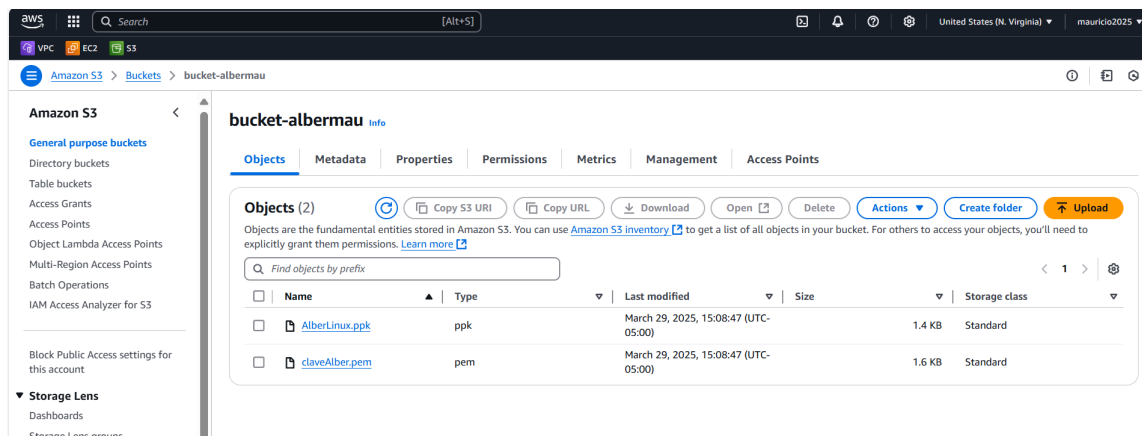 aws
Search
[Alt+S]
United States (N. Virginia)
mauricio2025
VPC
EC2
S3
Amazon S3 > Buckets > bucket-albermau
Amazon S3
General purpose buckets
Directory buckets
Table buckets
Access Grants
Access Points
Object Lambda Access Points
Multi-Region Access Points
Batch Operations
IAM Access Analyzer for S3
Block Public Access settings for
this account
Storage Lens
Dashboards
Storage Lens groups
bucket-albermau Info
Objects
Metadata
Properties
Permissions
Metrics
Management
Access Points
Objects (2)
Copy S3 URI
Copy URL
Download
Open
Delete
Actions
Create folder
Upload
Objects are the fundamental entities stored in Amazon S3. You can use Amazon S3 inventory to get a list of all objects in your bucket. For others to access your objects, you'll need to
explicitly grant them permissions. Learn more
Find objects by prefix
1
Name
Type
Last modified
Size
Storage class
AlberLinux.ppk
ppk
March 29, 2025, 15:08:47 (UTC-
05:00)
1.4 KB
Standard
claveAlber.pem
pem
March 29, 2025, 15:08:47 (UTC-
05:00)
1.6 KB
Standard